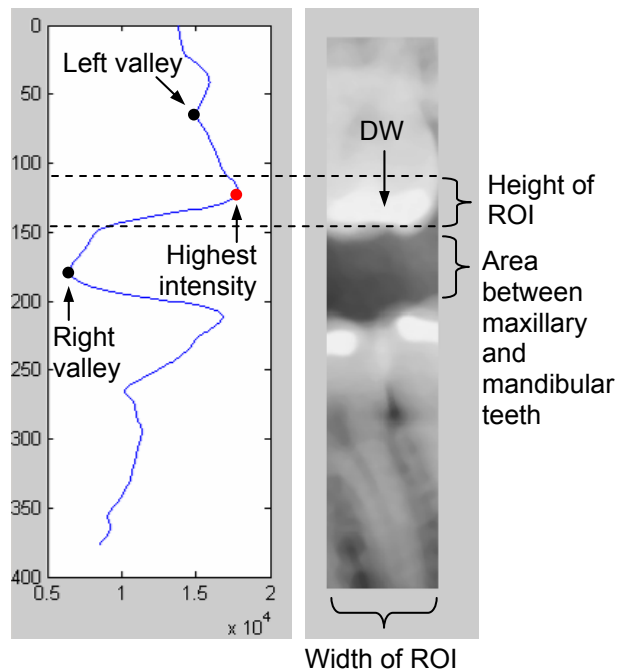 0
50
100
150
200
250
300
350
400
0.5
1
1.5
2
x 10^4
Left valley
Highest
intensity
Right
valley
DW
Height of
ROI
Area
between
maxillary
and
mandibular
teeth
Width of ROI